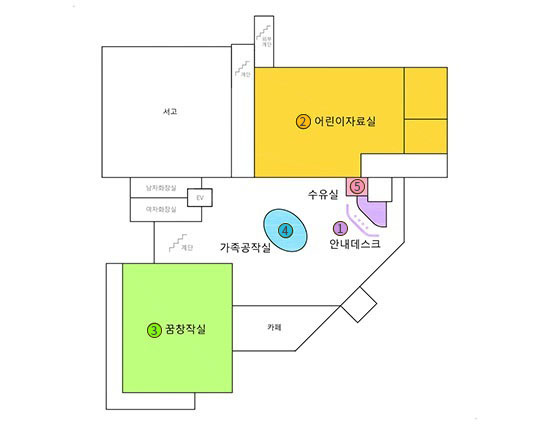 외부
계단
계단
서고
② 어린이자료실
남자화장실
EV
여자화장실
수유실
⑤
①
안내데스크
계단
가족공작실
④
③ 꿈창작실
카페